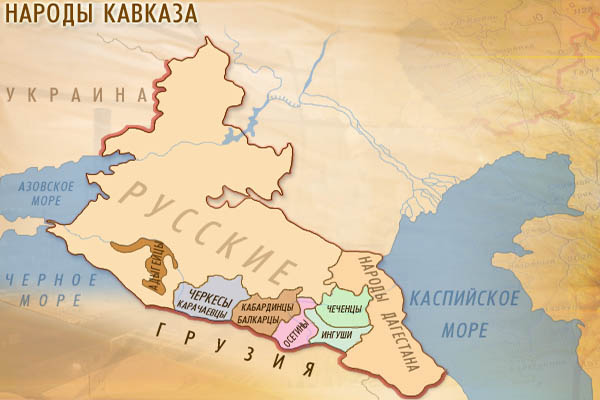 НАРОДЫ КАВКАЗА
УКРАИНА
АЗОВСКОЕ
МОРЕ
РУССКИЕ
ЧЕРНОЕ
МОРЕ
АДЫГЕЙЦЫ
ЧЕРКЕСЫ
КАРАЧАЕВЦЫ
КАБАРДИНЦЫ
БАЛКАРЦЫ
ОСЕТИНЫ
ЧЕЧЕНЦЫ
ИНГУШИ
НАРОДЫ ДАГЕСТАНА
КАСПИЙСКОЕ
МОРЕ
ГРУЗИЯ